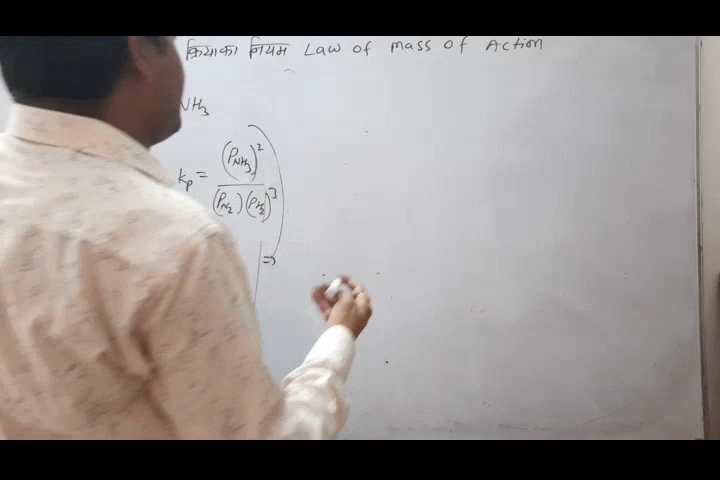 क्रिया का नियम Law of mass of Action
NH3
kp = (PNH3)^2 / (PN2) (PH2)^3
⇒